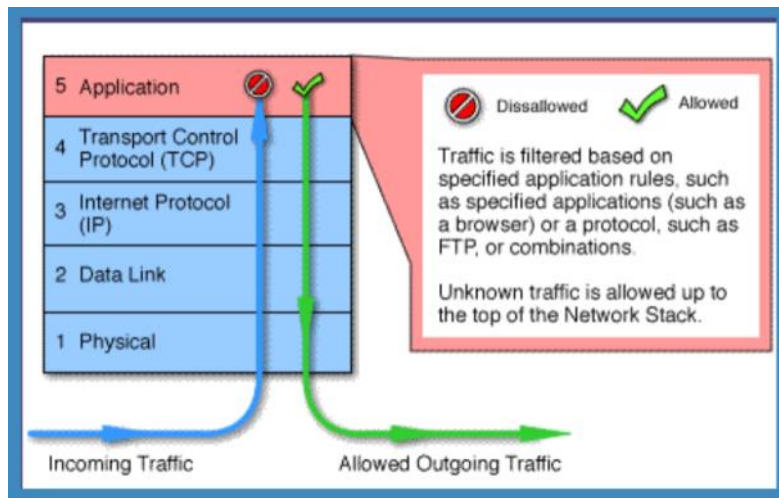 5 Application
4 Transport Control
Protocol (TCP)
3 Internet Protocol
(IP)
2 Data Link
1 Physical
Dissallowed
Allowed
Traffic is filtered based on
specified application rules, such
as specified applications (such as
a browser) or a protocol, such as
FTP, or combinations.
Unknown traffic is allowed up to
the top of the Network Stack.
Incoming Traffic
Allowed Outgoing Traffic